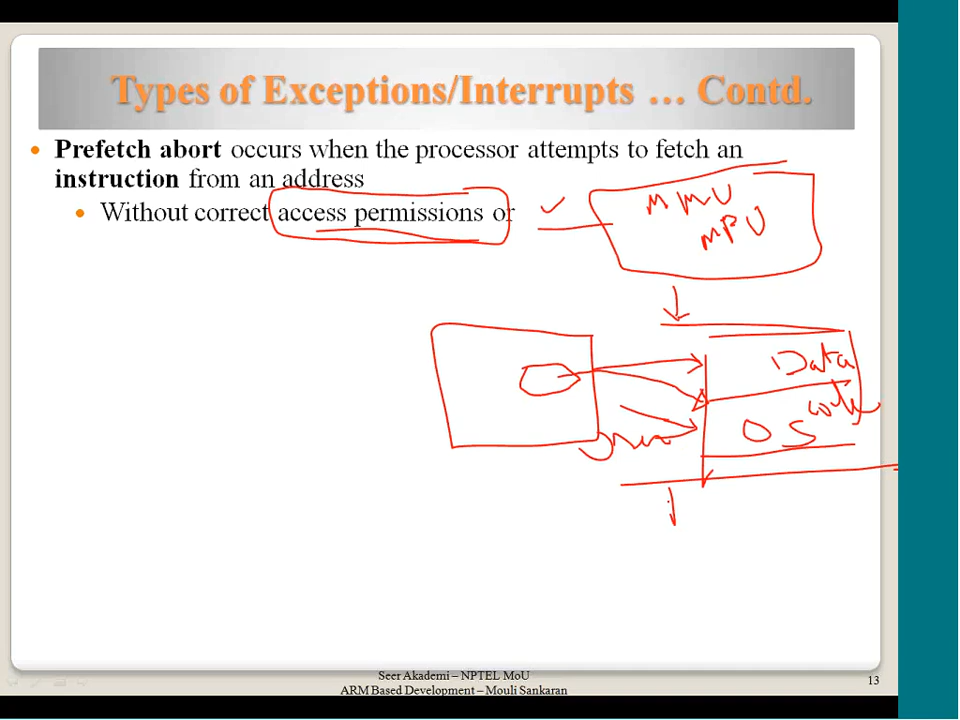 Types of Exceptions/Interrupts … Contd.
Prefetch abort occurs when the processor attempts to fetch an
instruction from an address
Without correct access permissions or
MMU
MPU
Data
code
OS
Seer Akademi – NPTEL MoU
ARM Based Development – Mouli Sankaran
13